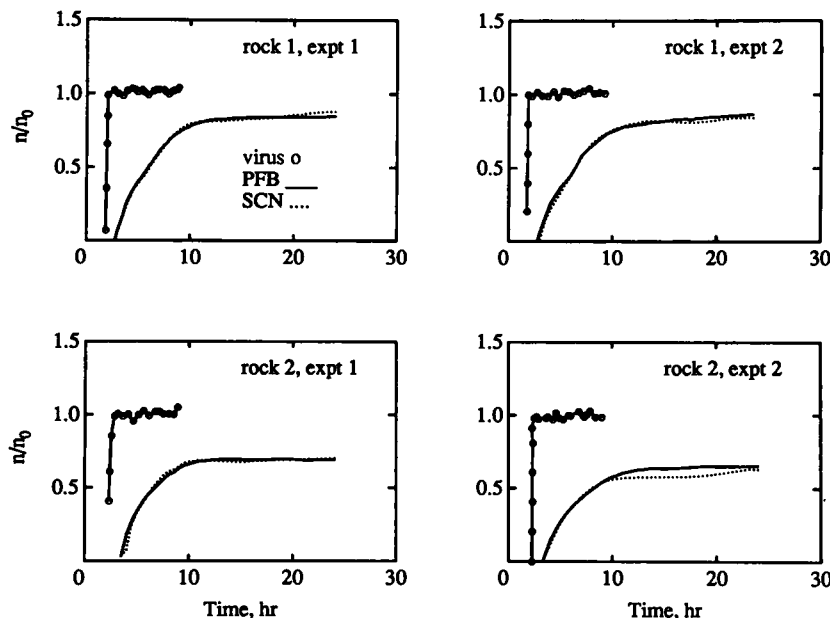 1.5
rock 1, expt 1
1.0
n/n0
virus o
0.5
PFB ___
SCN ....
0
10
20
30
1.5
rock 1, expt 2
1.0
0.5
0
10
20
30
1.5
rock 2, expt 1
1.0
n/n0
0.5
0
10
20
30
Time, hr
1.5
rock 2, expt 2
1.0
0.5
0
10
20
30
Time, hr